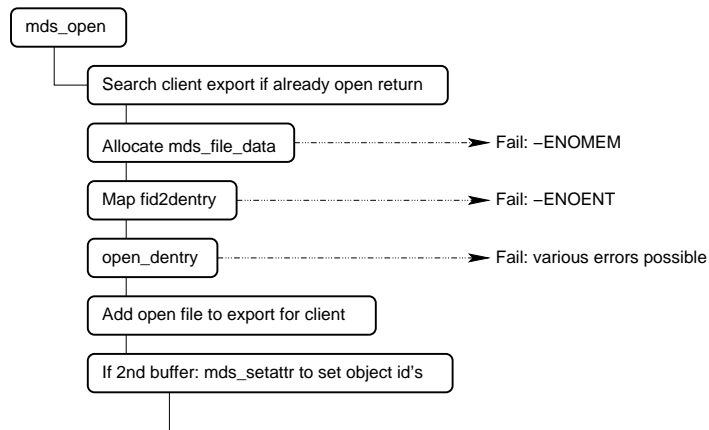 mds_open
Search client export if already open return
Allocate mds_file_data
Fail: −ENOMEM
Map fid2dentry
Fail: −ENOENT
open_dentry
Fail: various errors possible
Add open file to export for client
If 2nd buffer: mds_setattr to set object id's